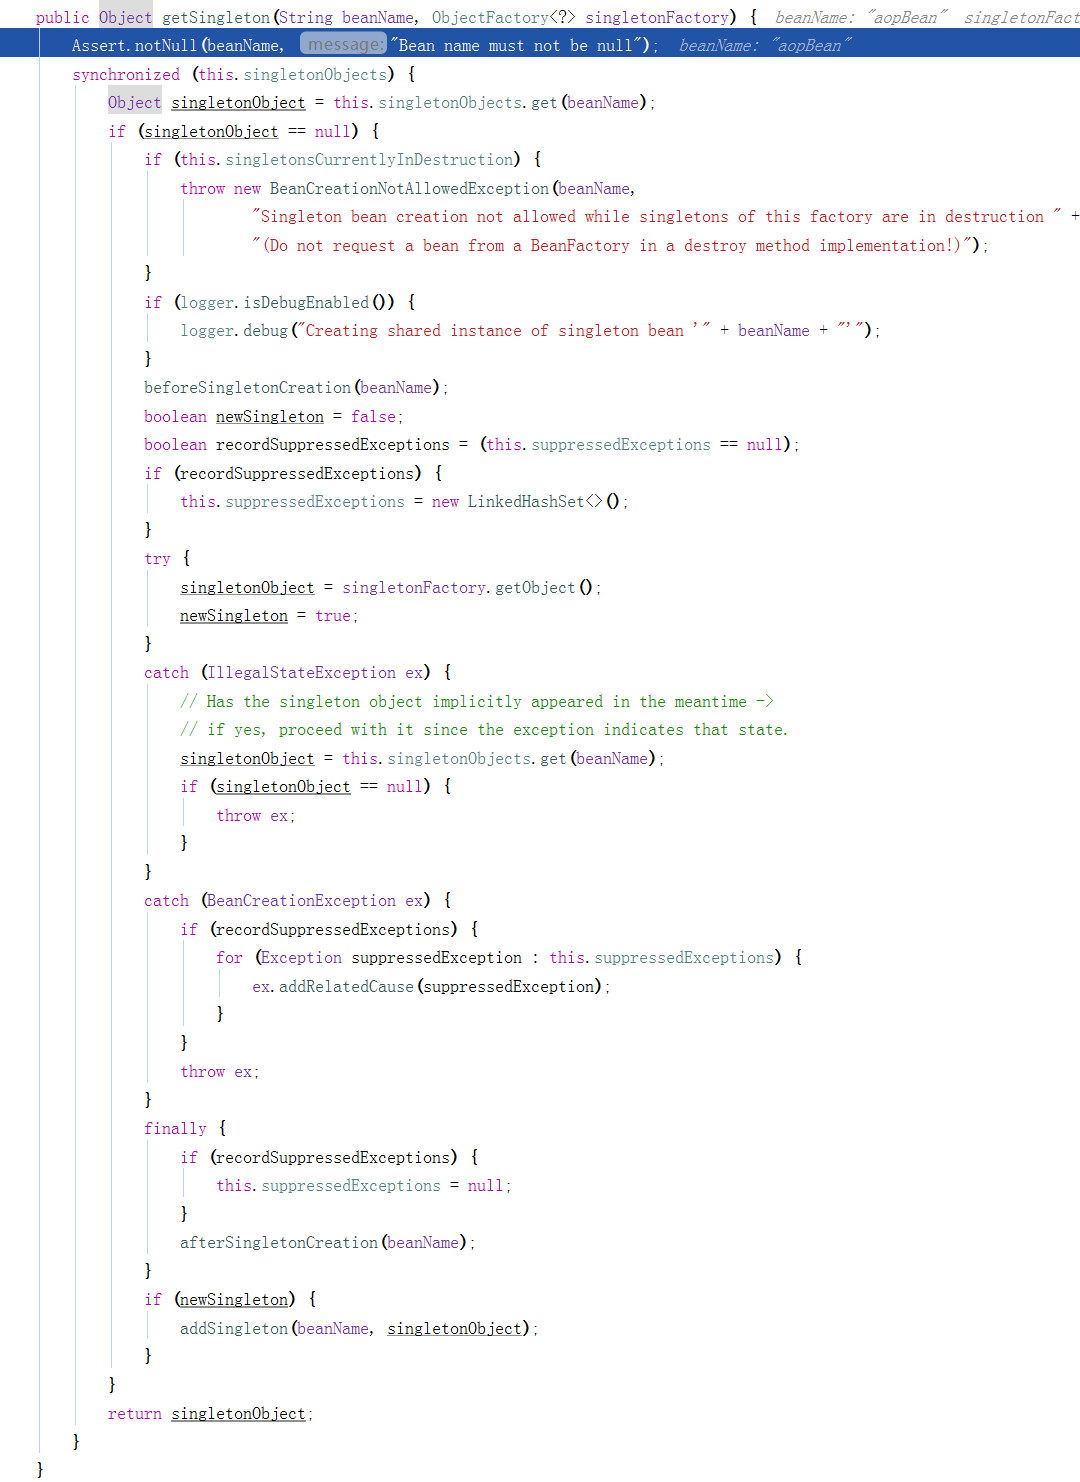 public Object getSingleton(String beanName, ObjectFactory<?> singletonFactory) {  beanName: "aopBean"  singletonFact
    Assert.notNull(beanName,  message: "Bean name must not be null");  beanName: "aopBean"
    synchronized (this.singletonObjects) {
        Object singletonObject = this.singletonObjects.get(beanName);
        if (singletonObject == null) {
            if (this.singletonsCurrentlyInDestruction) {
                throw new BeanCreationNotAllowedException(beanName,
                        "Singleton bean creation not allowed while singletons of this factory are in destruction " +
                        "(Do not request a bean from a BeanFactory in a destroy method implementation!)");
            }
            if (logger.isDebugEnabled()) {
                logger.debug("Creating shared instance of singleton bean '" + beanName + "'");
            }
            beforeSingletonCreation(beanName);
            boolean newSingleton = false;
            boolean recordSuppressedExceptions = (this.suppressedExceptions == null);
            if (recordSuppressedExceptions) {
                this.suppressedExceptions = new LinkedHashSet<>();
            }
            try {
                singletonObject = singletonFactory.getObject();
                newSingleton = true;
            }
            catch (IllegalStateException ex) {
                // Has the singleton object implicitly appeared in the meantime ->
                // if yes, proceed with it since the exception indicates that state.
                singletonObject = this.singletonObjects.get(beanName);
                if (singletonObject == null) {
                    throw ex;
                }
            }
            catch (BeanCreationException ex) {
                if (recordSuppressedExceptions) {
                    for (Exception suppressedException : this.suppressedExceptions) {
                        ex.addRelatedCause(suppressedException);
                    }
                }
                throw ex;
            }
            finally {
                if (recordSuppressedExceptions) {
                    this.suppressedExceptions = null;
                }
                afterSingletonCreation(beanName);
            }
            if (newSingleton) {
                addSingleton(beanName, singletonObject);
            }
        }
        return singletonObject;
    }
}